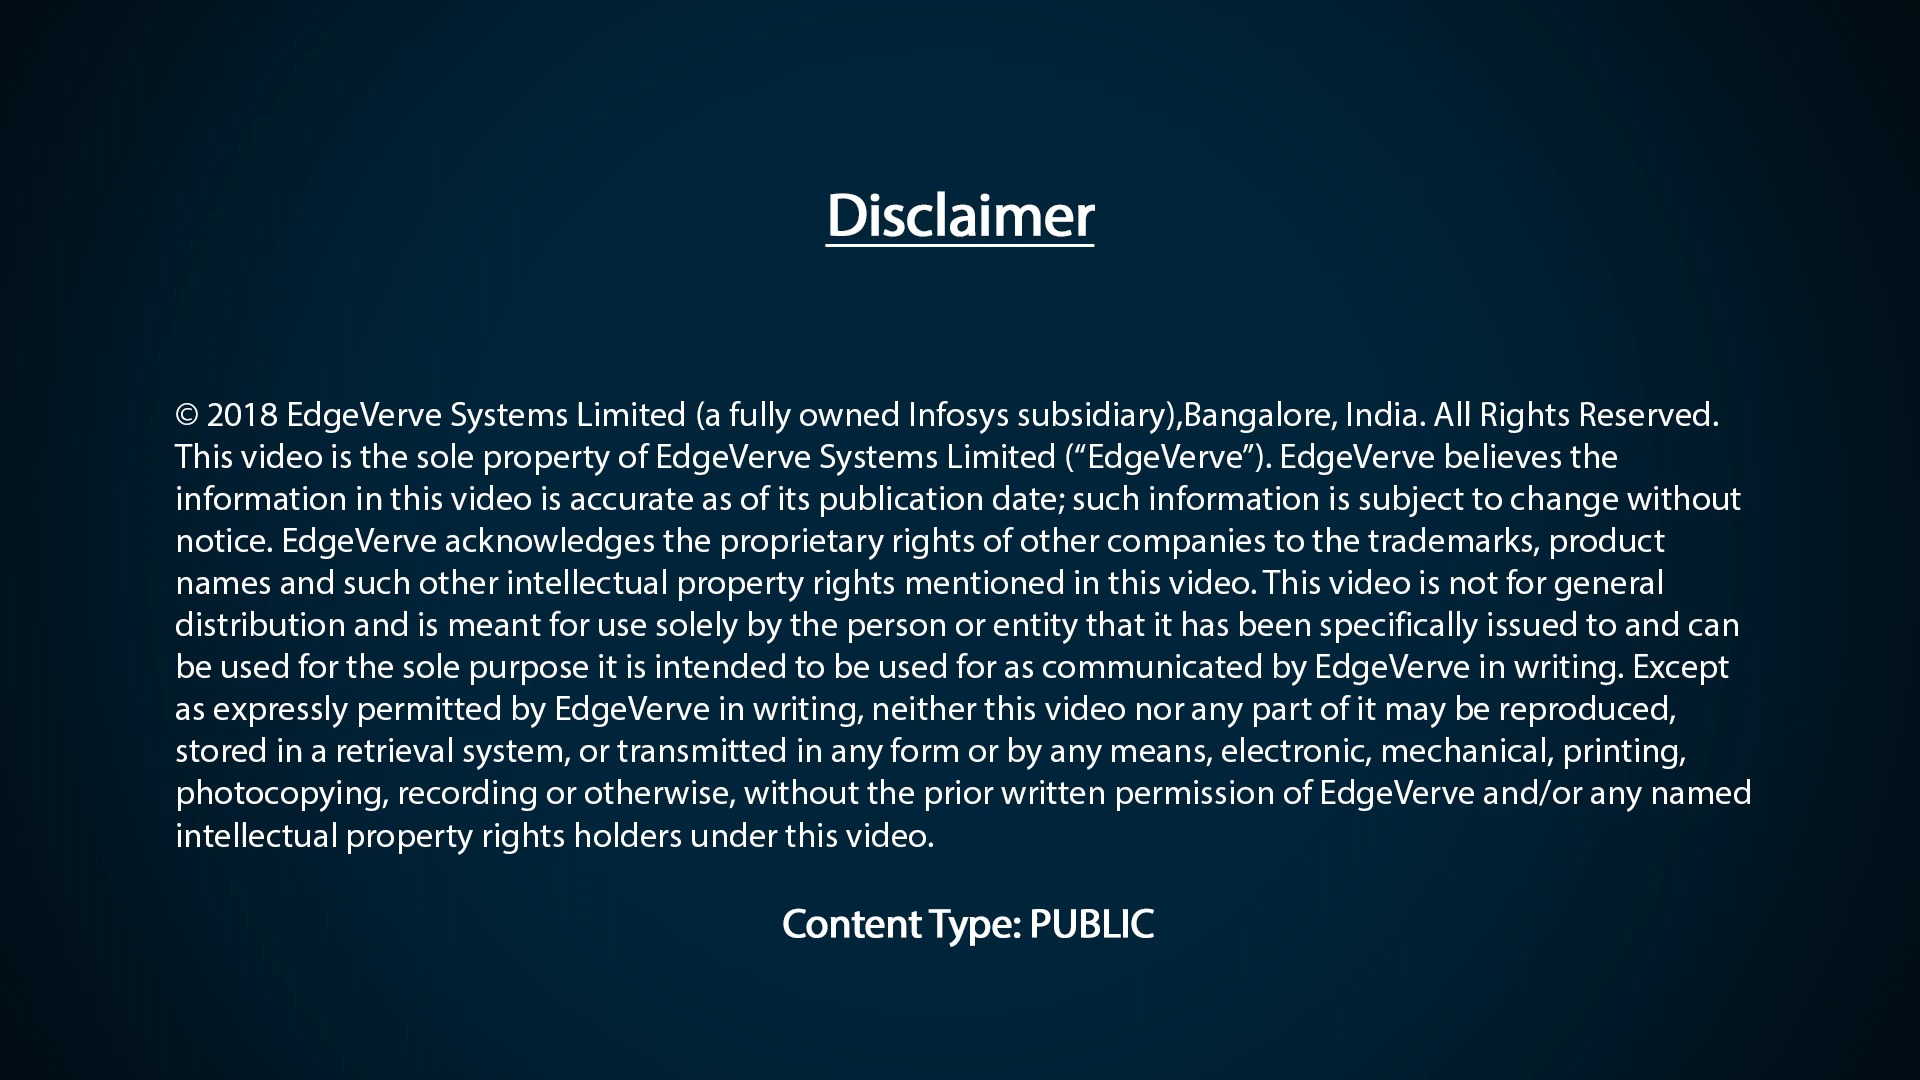 Disclaimer
© 2018 EdgeVerve Systems Limited (a fully owned Infosys subsidiary),Bangalore, India. All Rights Reserved.
This video is the sole property of EdgeVerve Systems Limited (“EdgeVerve”). EdgeVerve believes the
information in this video is accurate as of its publication date; such information is subject to change without
notice. EdgeVerve acknowledges the proprietary rights of other companies to the trademarks, product
names and such other intellectual property rights mentioned in this video. This video is not for general
distribution and is meant for use solely by the person or entity that it has been specifically issued to and can
be used for the sole purpose it is intended to be used for as communicated by EdgeVerve in writing. Except
as expressly permitted by EdgeVerve in writing, neither this video nor any part of it may be reproduced,
stored in a retrieval system, or transmitted in any form or by any means, electronic, mechanical, printing,
photocopying, recording or otherwise, without the prior written permission of EdgeVerve and/or any named
intellectual property rights holders under this video.
Content Type: PUBLIC